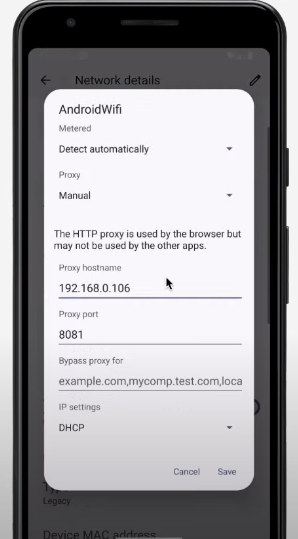 Network details
AndroidWifi
Metered
Detect automatically
Proxy
Manual
The HTTP proxy is used by the browser but
may not be used by the other apps.
Proxy hostname
192.168.0.106
Proxy port
8081
Bypass proxy for
example.com,mycomp.test.com,loca
IP settings
DHCP
Cancel Save
Type
Legacy
Device MAC address